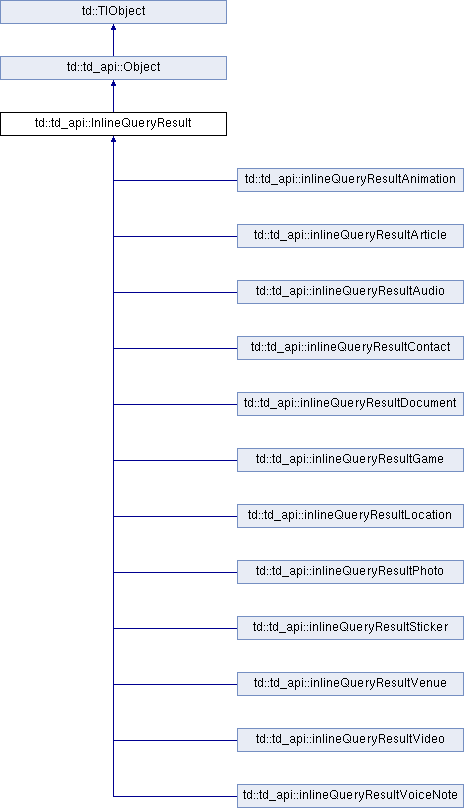 td::TlObject
td::td_api::Object
td::td_api::InlineQueryResult
td::td_api::inlineQueryResultAnimation
td::td_api::inlineQueryResultArticle
td::td_api::inlineQueryResultAudio
td::td_api::inlineQueryResultContact
td::td_api::inlineQueryResultDocument
td::td_api::inlineQueryResultGame
td::td_api::inlineQueryResultLocation
td::td_api::inlineQueryResultPhoto
td::td_api::inlineQueryResultSticker
td::td_api::inlineQueryResultVenue
td::td_api::inlineQueryResultVideo
td::td_api::inlineQueryResultVoiceNote